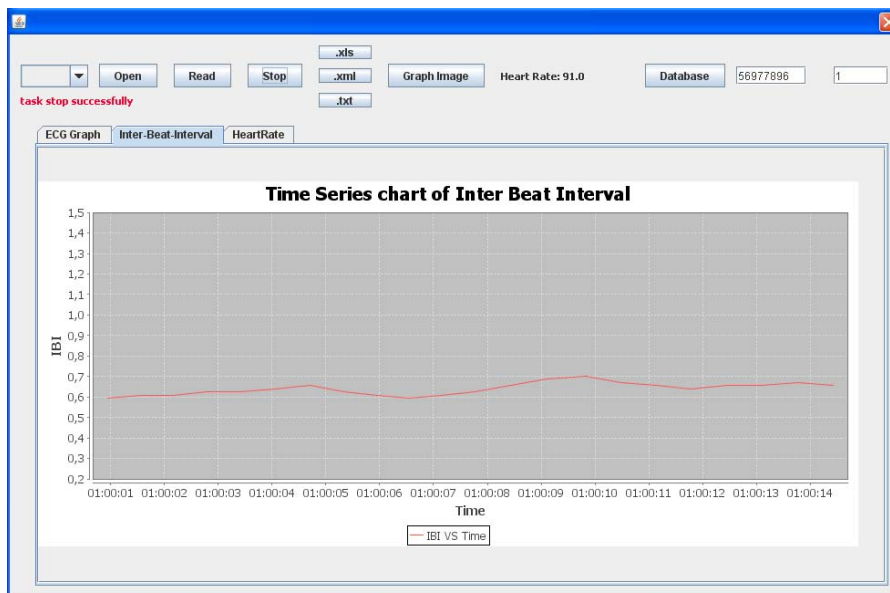 .xls
Open Read Stop .xml Graph Image Heart Rate: 91.0 Database 56977896 1
task stop successfully
.txt
ECG Graph Inter-Beat-Interval HeartRate
Time Series chart of Inter Beat Interval
1,5
1,4
1,3
1,2
1,1
1,0
0,9
0,8
0,7
0,6
0,5
0,4
0,3
0,2
IBI
01:00:01 01:00:02 01:00:03 01:00:04 01:00:05 01:00:06 01:00:07 01:00:08 01:00:09 01:00:10 01:00:11 01:00:12 01:00:13 01:00:14
Time
IBI VS Time